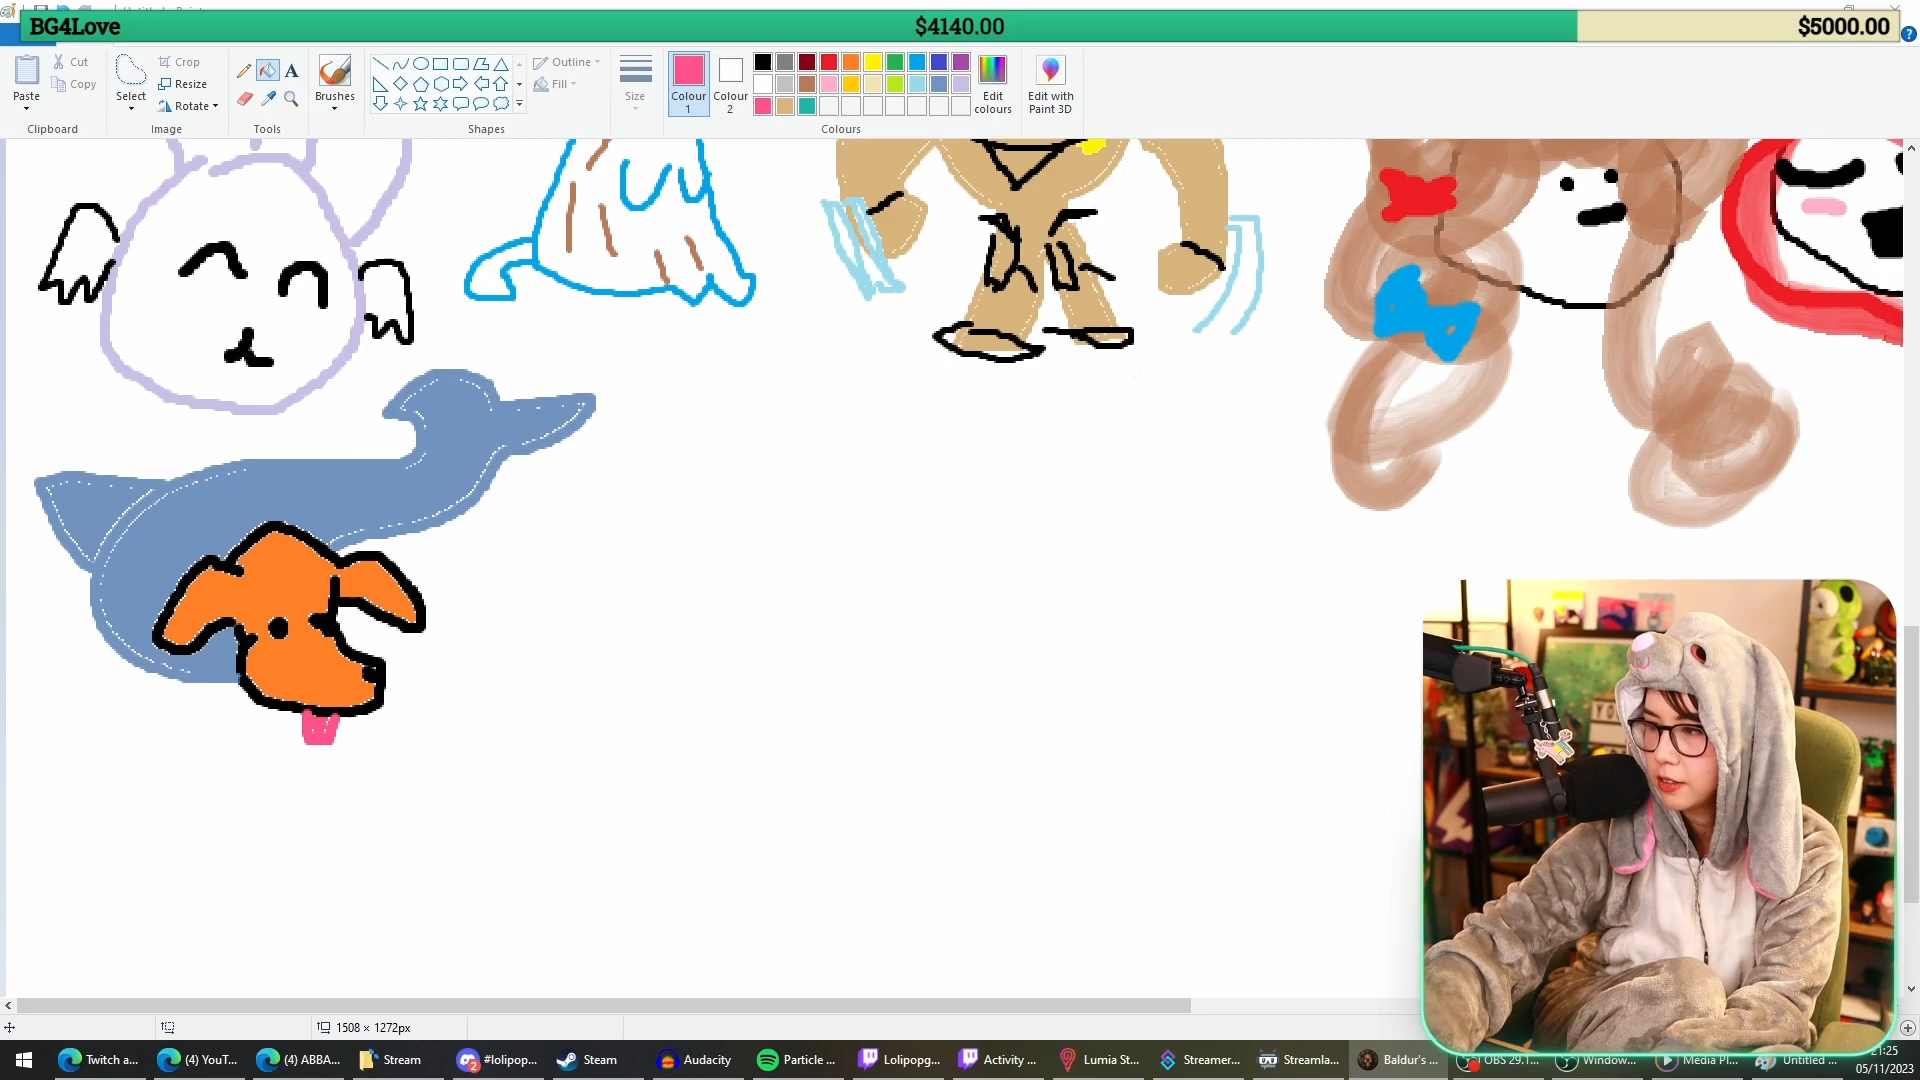 BG4Love $4140.00 $5000.00
Cut
Copy
Paste
Clipboard
Crop
Resize
Rotate
Select
Image
A
Tools
Brushes
Shapes
Outline
Fill
Size
Colour 1
Colour 2
Edit colours
Colours
Edit with Paint 3D
1508 × 1272px
Twitch a...
(4) YouT...
(4) ABBA...
Stream
#lolipop...
Steam
Audacity
Particle ...
Lolipopg...
Activity ...
Lumia St...
Streamer...
Streamla...
Baldur's ...
OBS 29.1...
Window...
Media Pl...
Untitled ...
21:25
05/11/2023